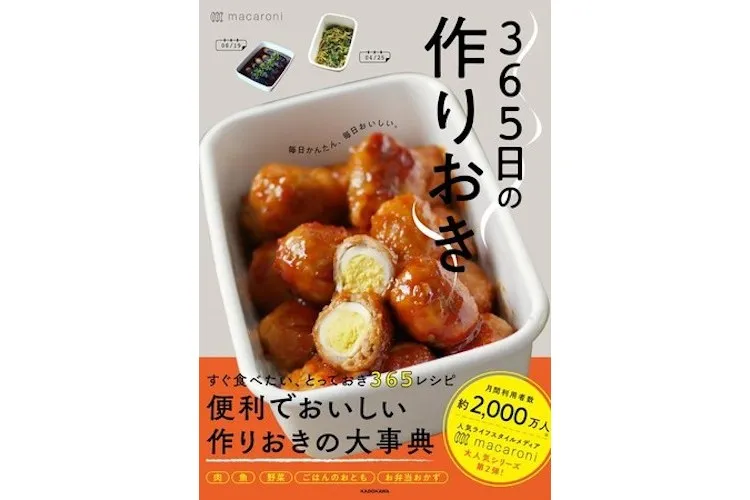 macaroni
08/19
04/25
365日の
作りおき
毎日かんたん、毎日おいしい。
すぐ食べたい、とっておき365レシピ
便利でおいしい
作りおきの大事典
肉
魚
野菜
ごはんのおとも
お弁当おかず
KADOKAWA
月間利用者数
約2,000万人
人気ライフスタイルメディア
macaroni
大人気シリーズ
第2弾!